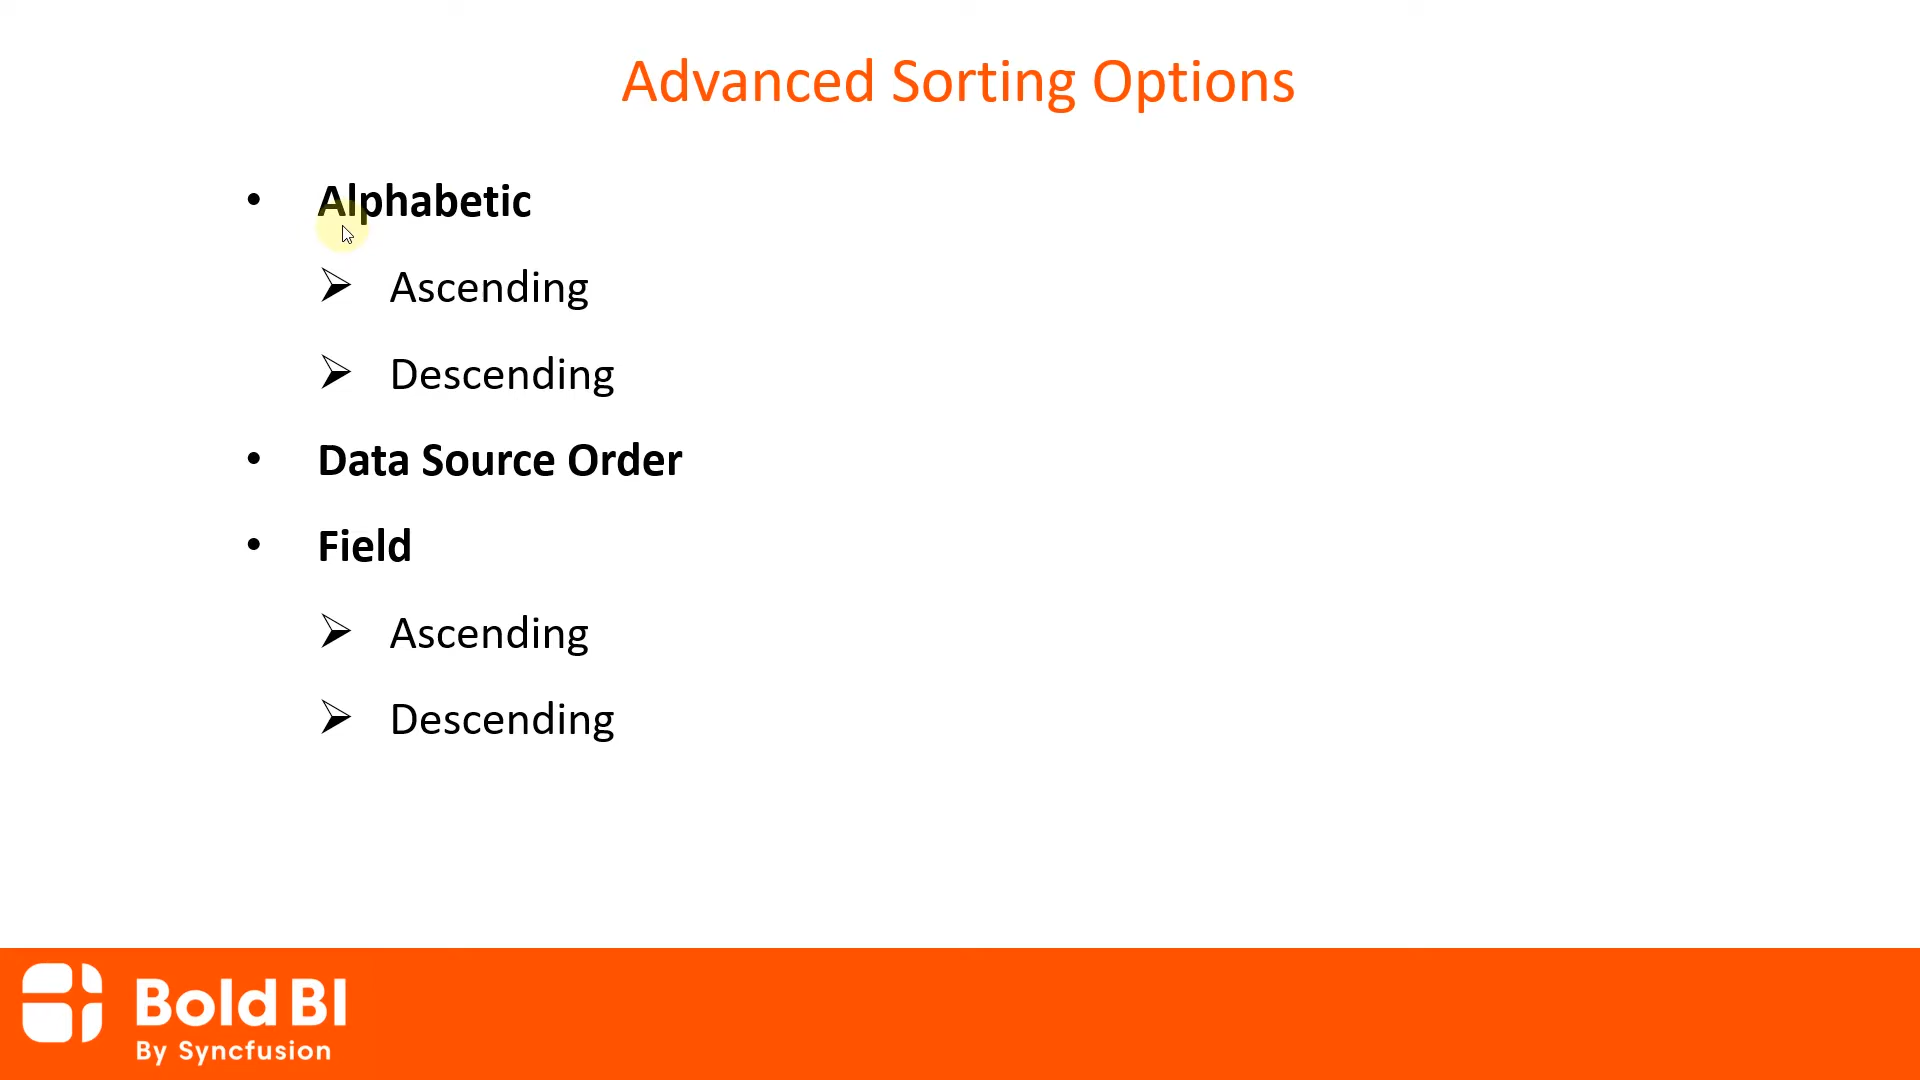 Advanced Sorting Options
• Alphabetic
➢ Ascending
➢ Descending
• Data Source Order
• Field
➢ Ascending
➢ Descending
Bold BI
By Syncfusion